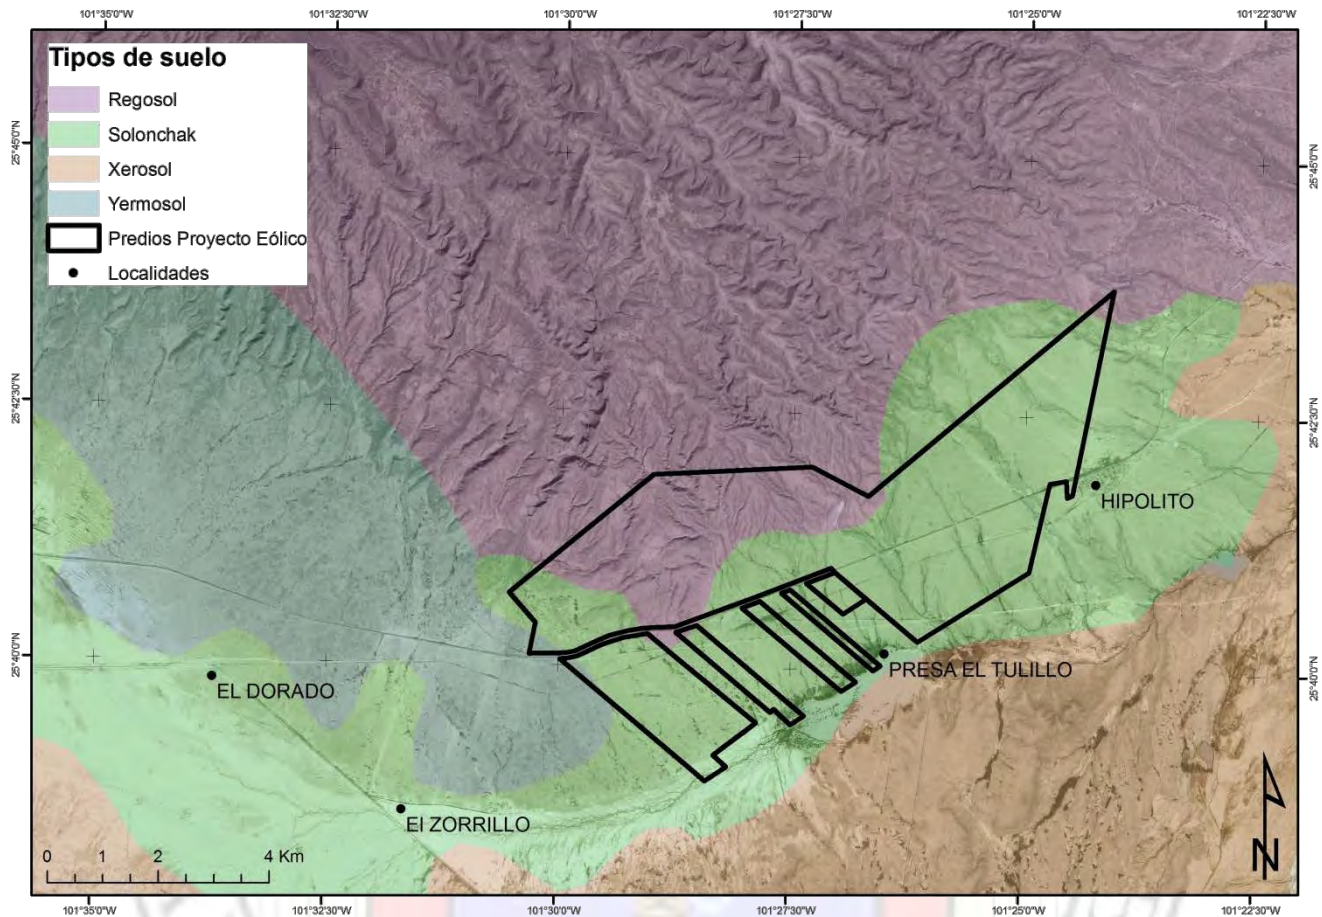 101°35'0"W 101°32'30"W 101°30'0"W 101°27'30"W 101°25'0"W 101°22'30"W
Tipos de suelo
Regosol
Solonchak
Xerosol
Yermosol
Predios Proyecto Eólico
Localidades
25°45'0"N 25°45'0"N
25°42'30"N 25°42'30"N
HIPOLITO
25°40'0"N 25°40'0"N
PRESA EL TULILLO
EL DORADO
El ZORRILLO
0 1 2 4 Km
N
101°35'0"W 101°32'30"W 101°30'0"W 101°27'30"W 101°25'0"W 101°22'30"W